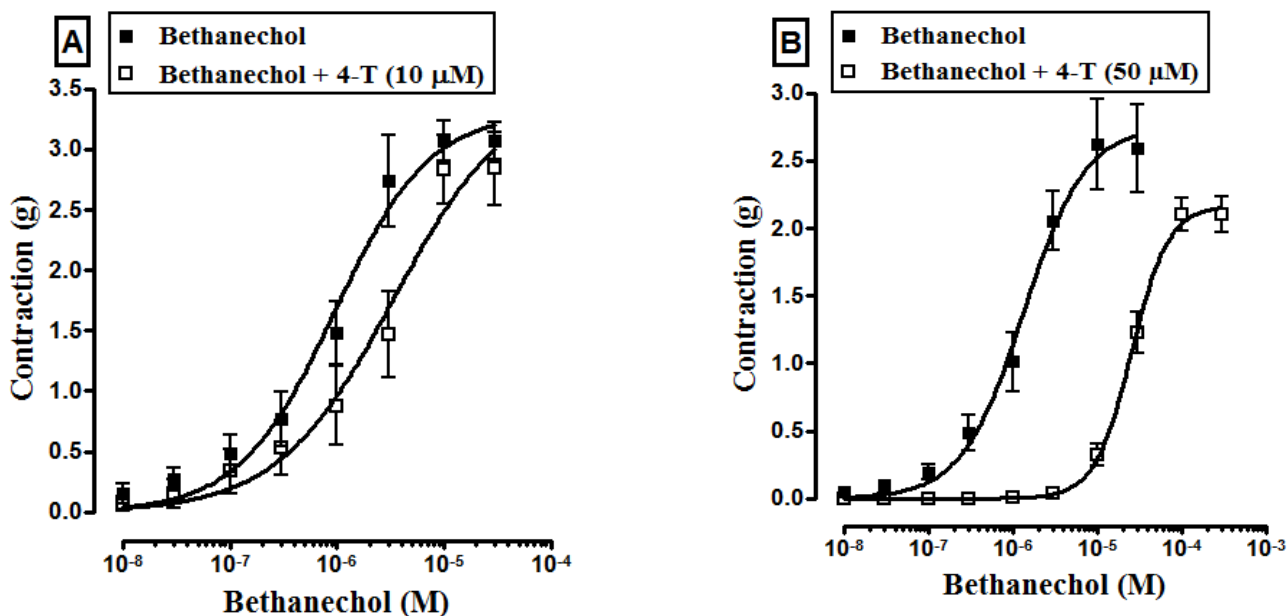 A
Bethanechol
Bethanechol + 4-T (10 µM)
3.5
3.0
2.5
2.0
1.5
1.0
0.5
0.0
Contraction (g)
10-8
10-7
10-6
10-5
10-4
Bethanechol (M)
B
Bethanechol
Bethanechol + 4-T (50 µM)
3.0
2.5
2.0
1.5
1.0
0.5
0.0
Contraction (g)
10-8
10-7
10-6
10-5
10-4
10-3
Bethanechol (M)